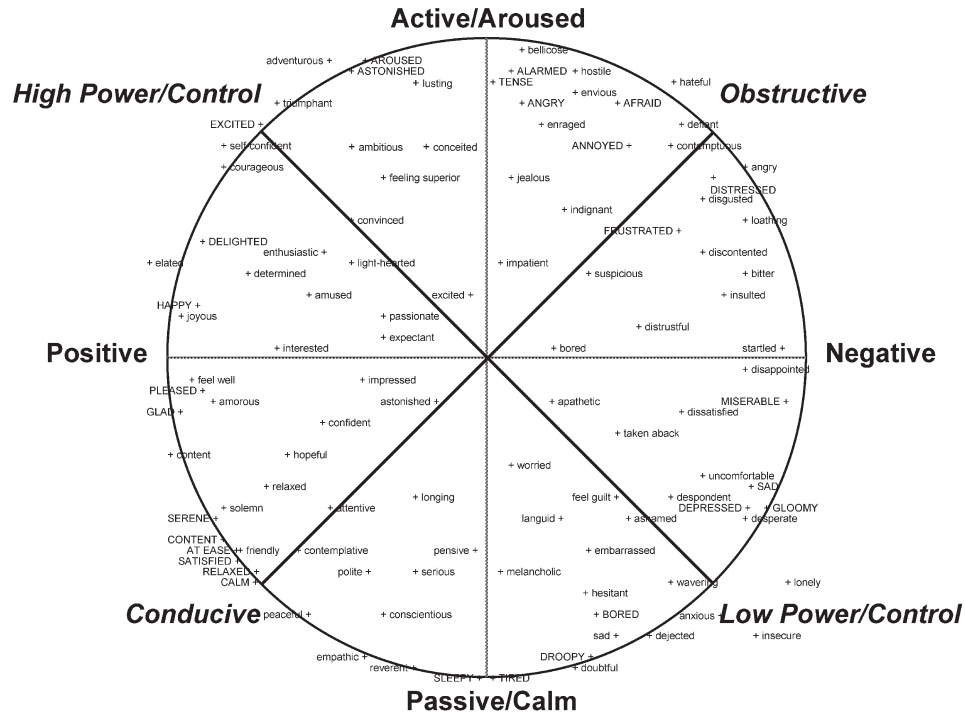 Active/Aroused
+ bellicose
adventurous +
+ AROUSED
+ ASTONISHED
+ ALARMED
+ hostile
+ lusting
+ TENSE
+ hateful
High Power/Control
+ envious
Obstructive
+ triumphant
+ ANGRY
+ AFRAID
EXCITED +
+ enraged
+ defiant
+ self-confident
+ ambitious
+ conceited
ANNOYED +
+ contemptuous
+ courageous
+ angry
+ feeling superior
+ jealous
+
DISTRESSED
+ disgusted
+ indignant
+ convinced
+ loathing
FRUSTRATED +
+ DELIGHTED
enthusiastic +
+ discontented
+ elated
+ light-hearted
+ impatient
+ determined
+ suspicious
+ bitter
+ amused
excited +
+ insulted
HAPPY +
+ joyous
+ passionate
+ distrustful
+ expectant
Positive
+ interested
+ bored
startled +
Negative
+ disappointed
+ feel well
+ impressed
PLEASED +
+ amorous
astonished +
+ apathetic
MISERABLE +
GLAD +
+ dissatisfied
+ confident
+ taken aback
+ content
+ hopeful
+ worried
+ uncomfortable
+ relaxed
+ SAD
+ longing
feel guilt +
+ despondent
+ solemn
+ attentive
DEPRESSED +
+ GLOOMY
SERENE +
languid +
+ ashamed
+ desperate
CONTENT +
AT EASE +
+ friendly
+ contemplative
pensive +
+ embarrassed
SATISFIED +
RELAXED +
polite +
+ serious
+ melancholic
CALM +
+ wavering
+ lonely
+ hesitant
Conducive
peaceful +
+ conscientious
+ BORED
anxious +
Low Power/Control
sad +
+ dejected
+ insecure
empathic +
DROOPY +
reverent +
+ doubtful
SLEEPY +
+ TIRED
Passive/Calm